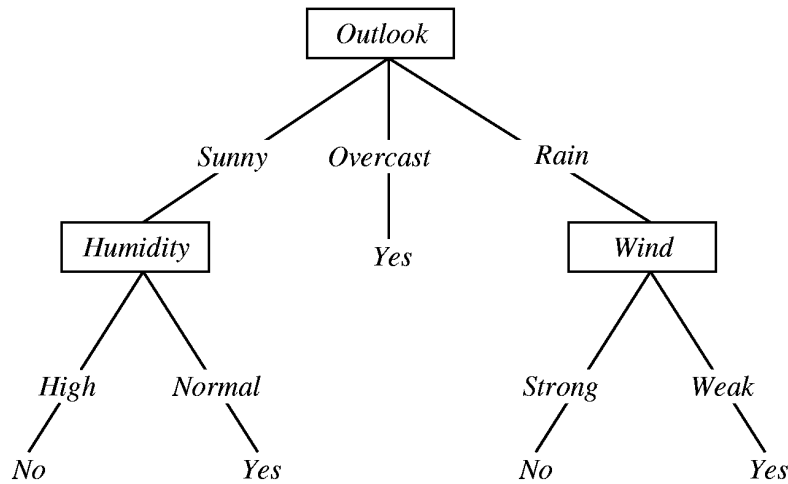 Outlook
Sunny Overcast Rain
Humidity Yes Wind
High Normal Strong Weak
No Yes No Yes